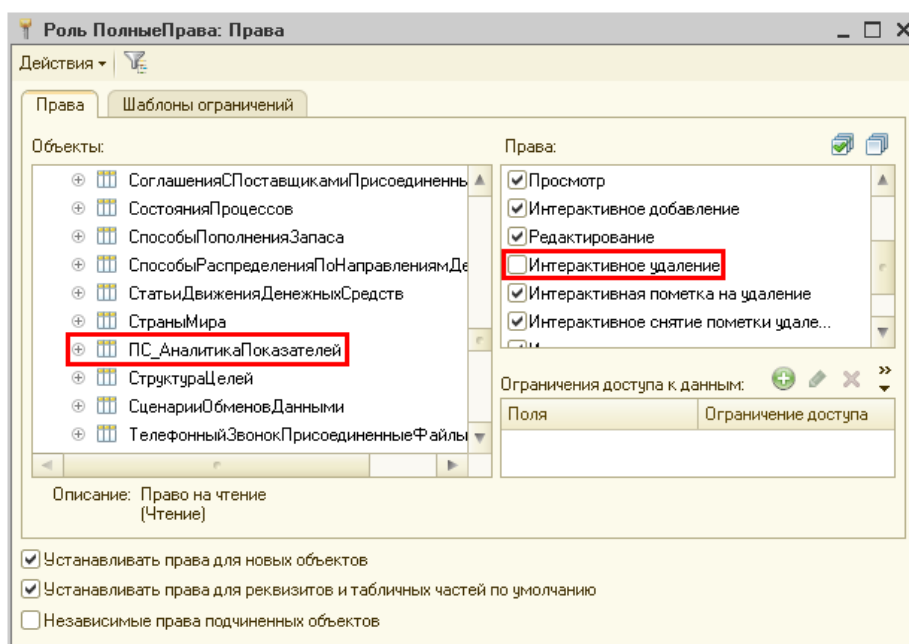 Роль ПолныеПрава: Права
Действия
Права
Шаблоны ограничений
Объекты:
СоглашенияСПоставщикамиПрисоединеннь
СостоянияПроцессов
СпособыПополненияЗапаса
СпособыРаспределенияПоНаправлениямДе
СтатьиДвиженияДенежныхСредств
СтраныМира
ПС_АналитикаПоказателей
СтруктураЦелей
СценарииОбменовДанными
ТелефонныйЗвонокПрисоединенныеФайлы
Описание: Право на чтение
(Чтение)
Права:
Просмотр
Интерактивное добавление
Редактирование
Интерактивное удаление
Интерактивная пометка на удаление
Интерактивное снятие пометки удале...
Ограничения доступа к данным:
Поля
Ограничение доступа
Устанавливать права для новых объектов
Устанавливать права для реквизитов и табличных частей по умолчанию
Независимые права подчиненных объектов